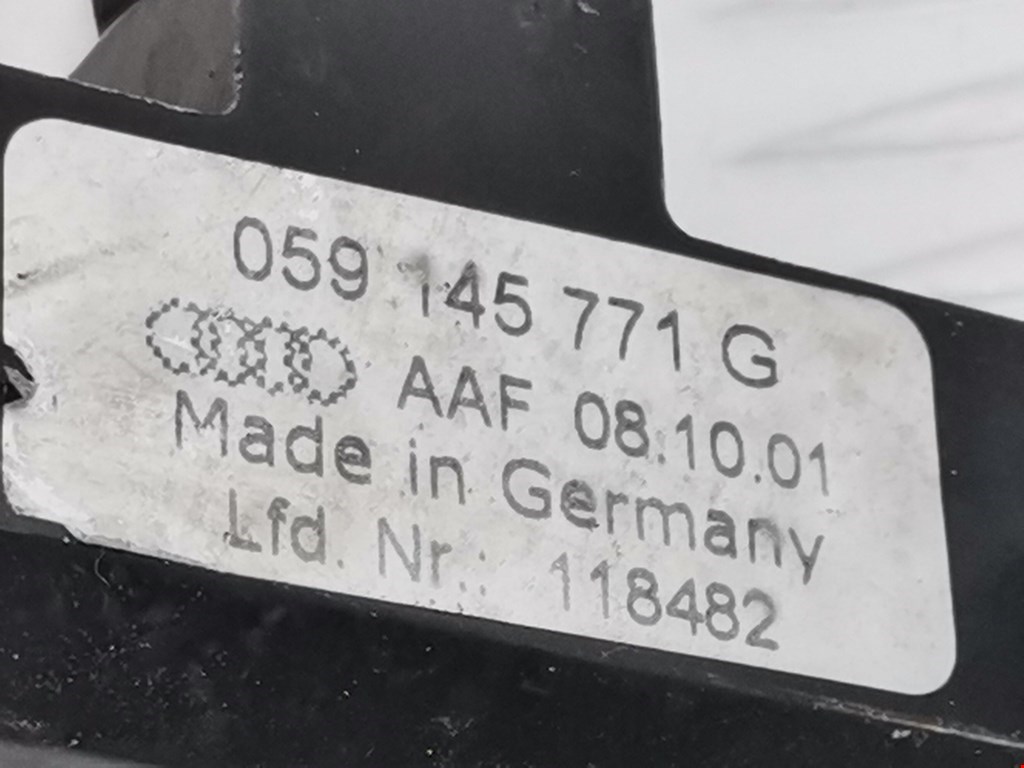 059 145 771 G
AAF 08.10.01
Made in Germany
Lfd. Nr.: 118482